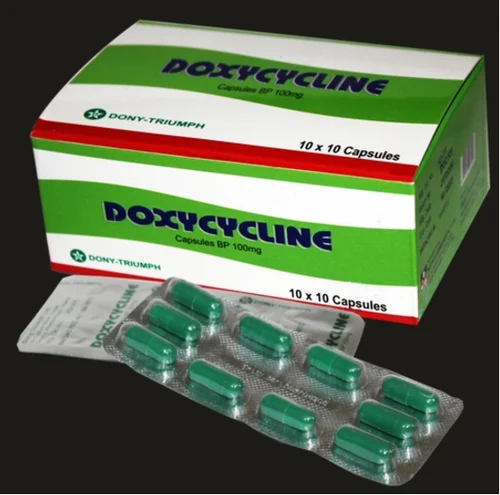 DOXYCYCLINE
Capsules BP 100mg
DONY-TRIUMPH
10 x 10 Capsules
DOXYCYCLINE
Capsules BP 100mg
DONY-TRIUMPH
10 x 10 Capsules
DOXYCYCLINE